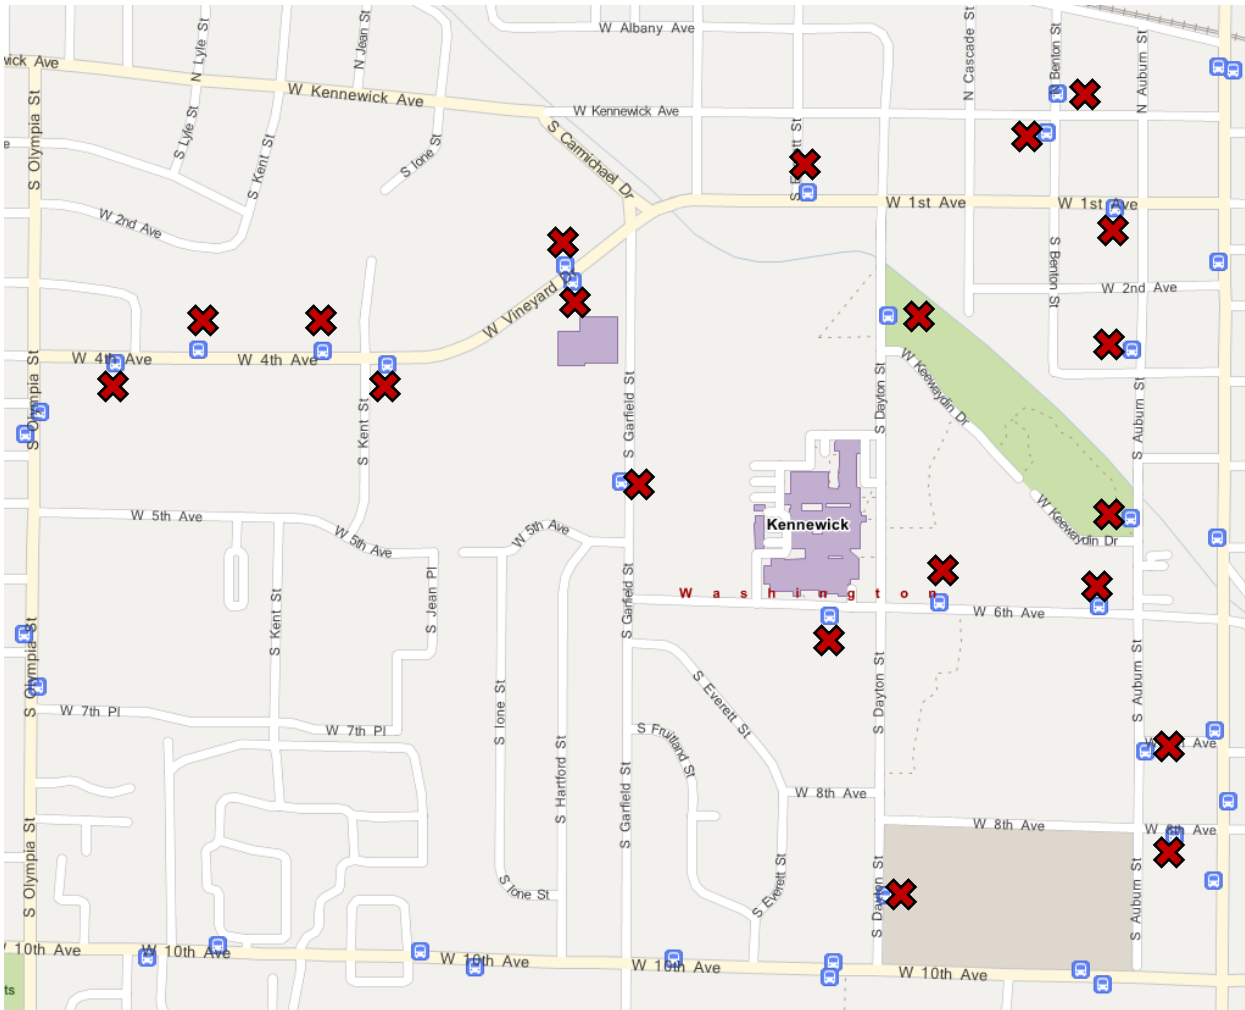 W Albany Ave
N Lyle St
N Jean St
N Cascade St
N Benton St
N Auburn St
wick Ave
W Kennewick Ave
W Kennewick Ave
S Olympia St
S Lyle St
S Kent St
S Ione St
S Carmichael Dr
W 2nd Ave
W 1st Ave
W 1st Ave
S Benton St
W 2nd Ave
W 4th Ave
W 4th Ave
W Vineyard Dr
S Olympia St
S Kent St
S Garfield St
S Dayton St
W Keewaydin Dr
S Auburn St
W 5th Ave
W 5th Ave
W 5th Ave
Kennewick
W Keewaydin Dr
Washington
W 6th Ave
S Jean Pl
S Kent St
S Garfield St
S Olympia St
S Ione St
S Everett St
S Dayton St
S Auburn St
W 7th Pl
W 7th Pl
S Fruitland St
S Hartford St
S Garfield St
W 8th Ave
W 8th Ave
S Olympia St
S Ione St
S Everett St
S Dayton St
S Auburn St
10th Ave
W 10th Ave
W 10th Ave
W 10th Ave
W 10th Ave
ts